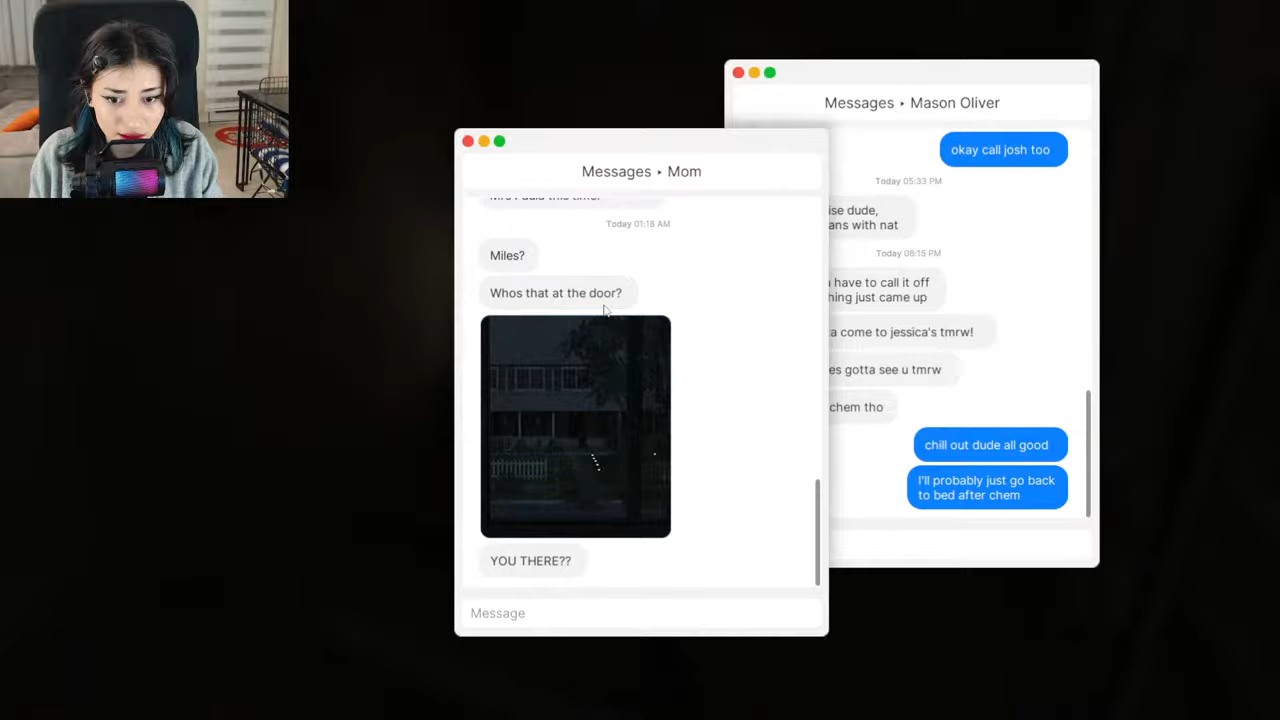 Messages ▸ Mason Oliver
okay call josh too
Today 05:33 PM
ise dude,
ans with nat
Today 08:15 PM
have to call it off
hing just came up
a come to jessica's tmrw!
es gotta see u tmrw
chem tho
chill out dude all good
I'll probably just go back
to bed after chem
Messages ▸ Mom
Today 01:18 AM
Miles?
Whos that at the door?
YOU THERE??
Message